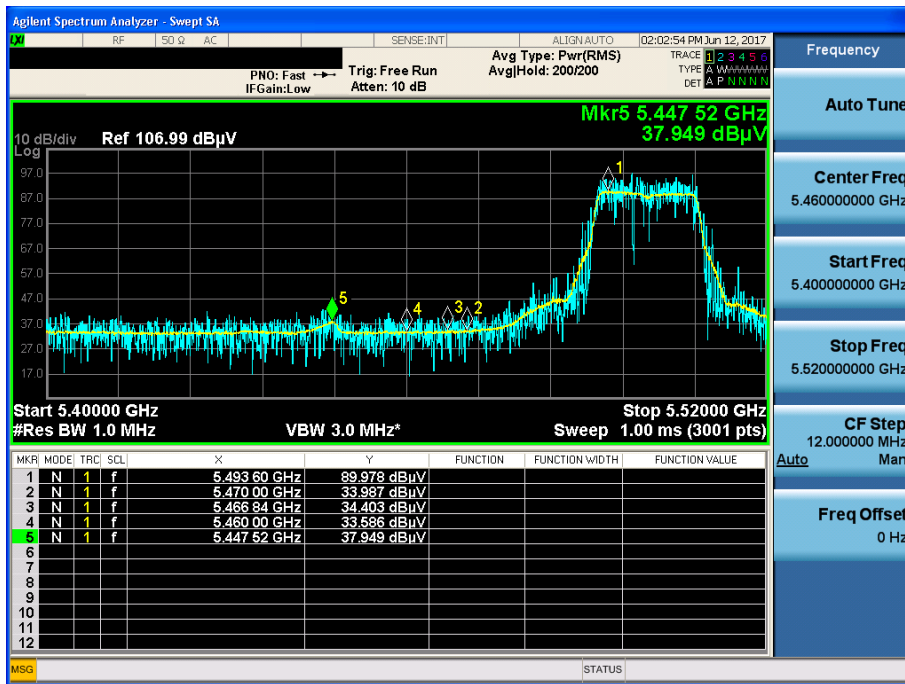 Agilent Spectrum Analyzer - Swept SA
LXI RF 50 Ω AC SENSE:INT ALIGN AUTO 02:02:54 PM Jun 12, 2017
PNO: Fast Trig: Free Run Avg Type: Pwr(RMS) TRACE 1 2 3 4 5 6
IFGain:Low Atten: 10 dB Avg|Hold: 200/200 TYPE A WWWWW
DET A P N N N N
Mkr5 5.447 52 GHz
37.949 dBµV
10 dB/div Ref 106.99 dBµV
Log
97.0
87.0
77.0
67.0
57.0
47.0
37.0
27.0
17.0
1
5
4
3
2
Start 5.40000 GHz Stop 5.52000 GHz
#Res BW 1.0 MHz VBW 3.0 MHz* Sweep 1.00 ms (3001 pts)
MKR MODE TRC SCL X Y FUNCTION FUNCTION WIDTH FUNCTION VALUE
1 N 1 f 5.493 60 GHz 89.978 dBµV
2 N 1 f 5.470 00 GHz 33.987 dBµV
3 N 1 f 5.466 84 GHz 34.403 dBµV
4 N 1 f 5.460 00 GHz 33.586 dBµV
5 N 1 f 5.447 52 GHz 37.949 dBµV
6
7
8
9
10
11
12
MSG STATUS
Frequency
Auto Tune
Center Freq
5.460000000 GHz
Start Freq
5.400000000 GHz
Stop Freq
5.520000000 GHz
CF Step
12.000000 MHz
Auto Man
Freq Offset
0 Hz